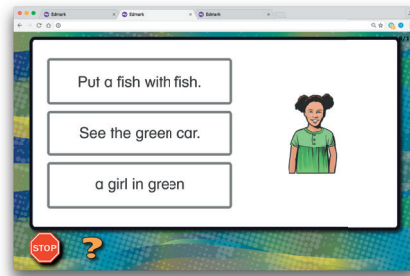 Edmark
Edmark
Edmark
Put a fish with fish.
See the green car.
a girl in green
STOP
?